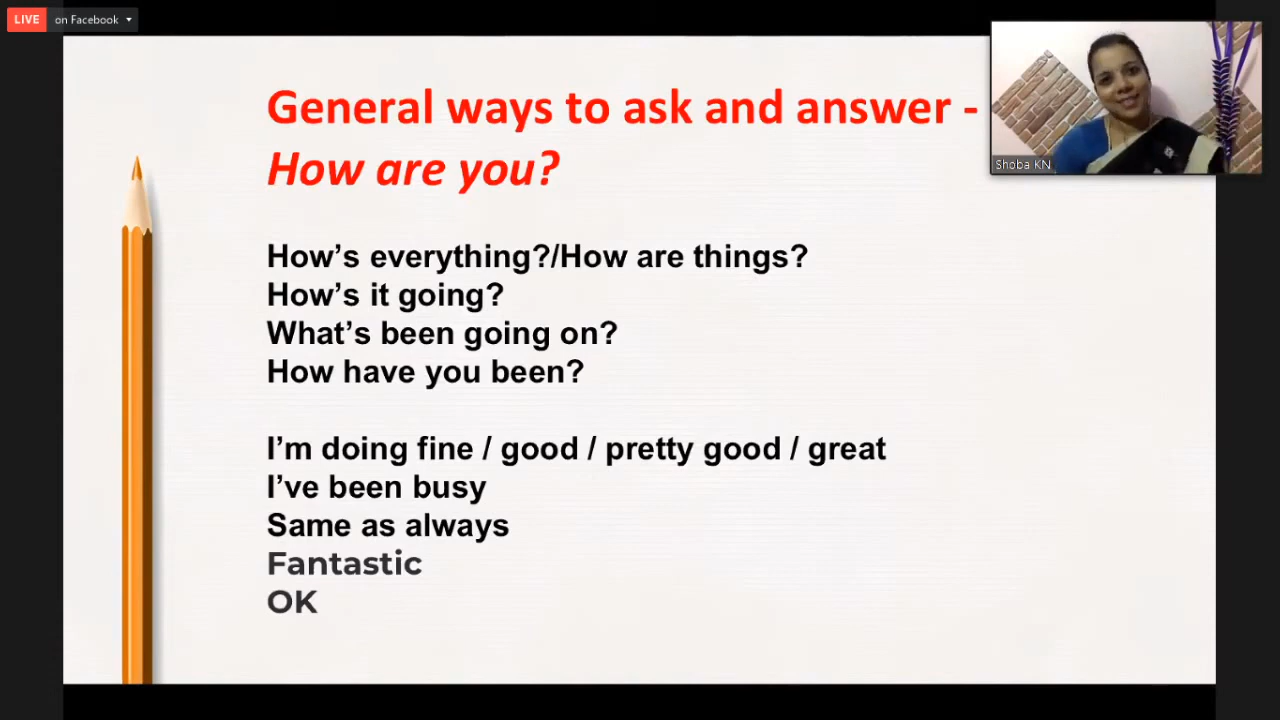 LIVE on Facebook
General ways to ask and answer -
How are you?
Shoba KN
How’s everything?/How are things?
How’s it going?
What’s been going on?
How have you been?
I’m doing fine / good / pretty good / great
I’ve been busy
Same as always
Fantastic
OK